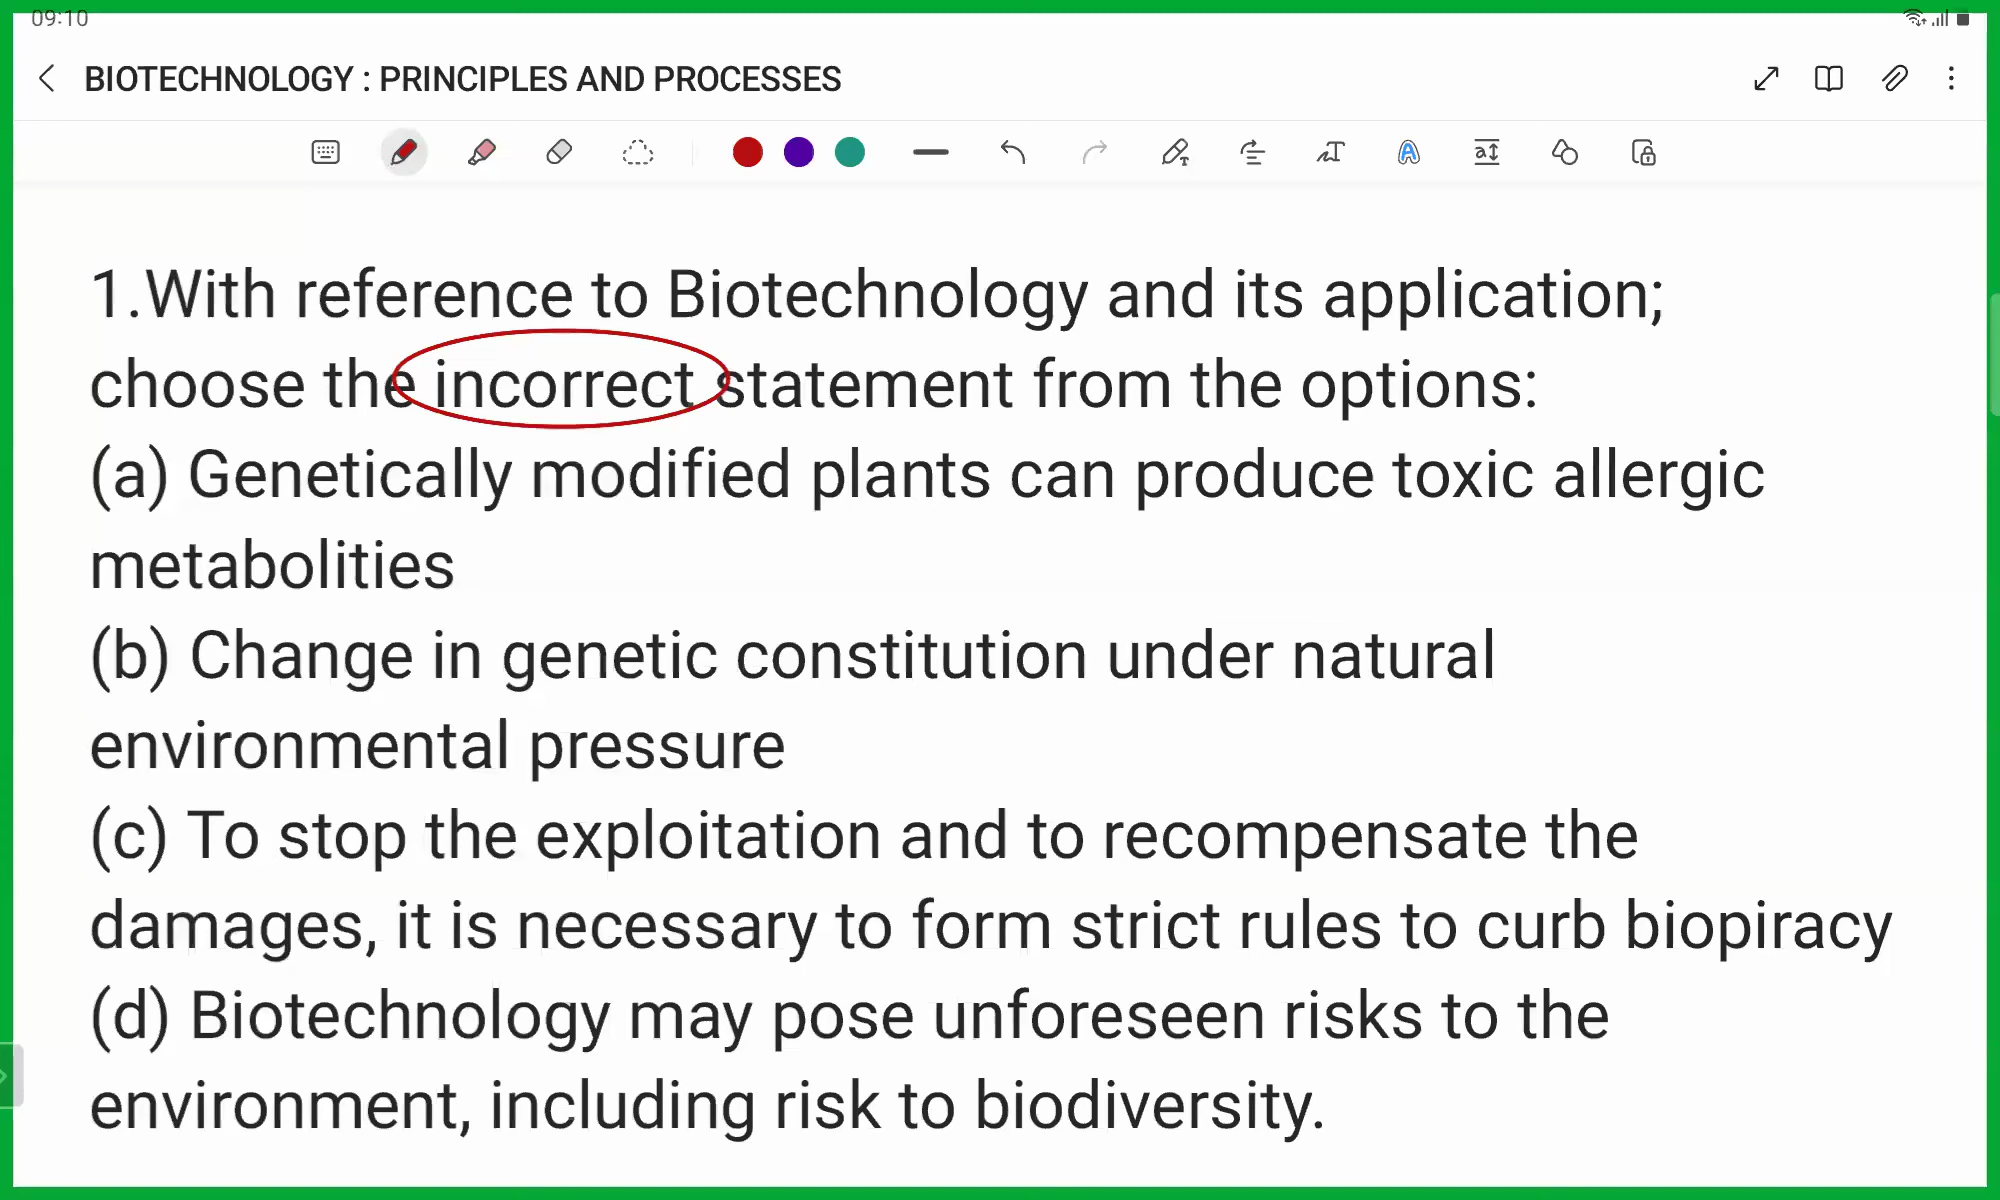 09:10
BIOTECHNOLOGY : PRINCIPLES AND PROCESSES
1.With reference to Biotechnology and its application;
choose the incorrect statement from the options:
(a) Genetically modified plants can produce toxic allergic
metabolities
(b) Change in genetic constitution under natural
environmental pressure
(c) To stop the exploitation and to recompensate the
damages, it is necessary to form strict rules to curb biopiracy
(d) Biotechnology may pose unforeseen risks to the
environment, including risk to biodiversity.